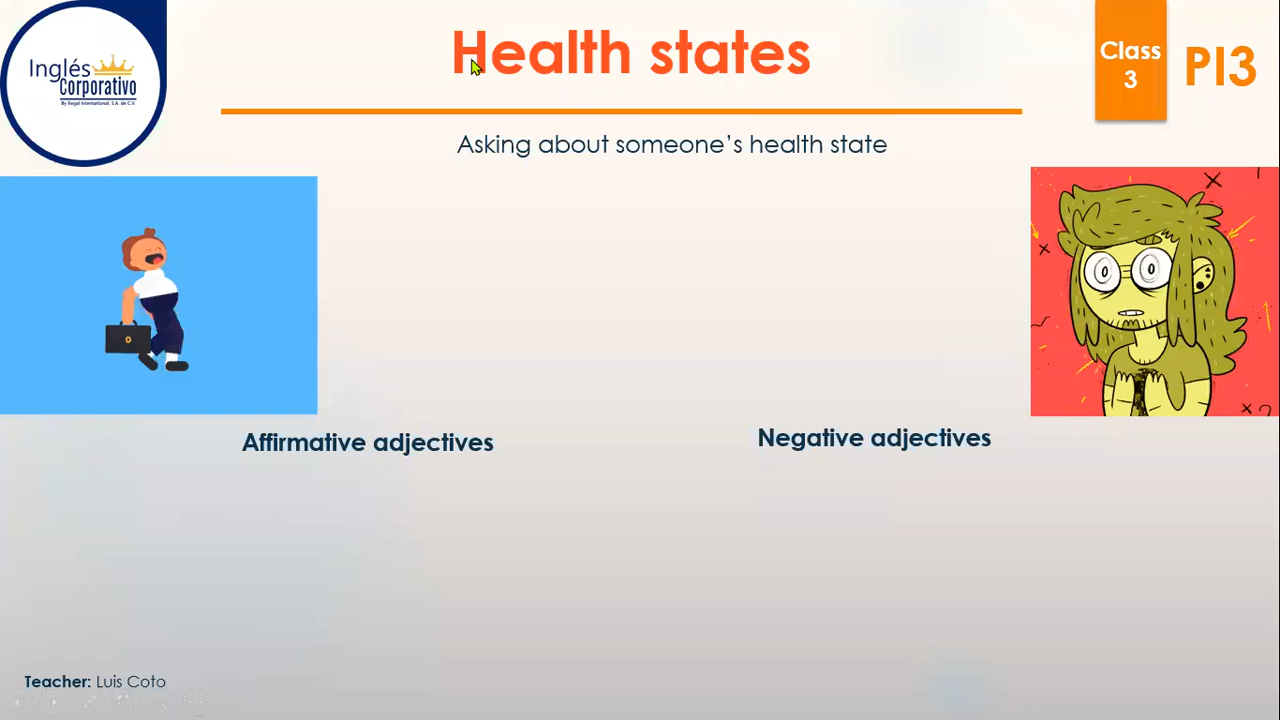 Inglés
Corporativo
By Regal International, S.A. de C.V.
Health states
Class
3
PI3
Asking about someone's health state
Affirmative adjectives
Negative adjectives
Teacher: Luis Coto